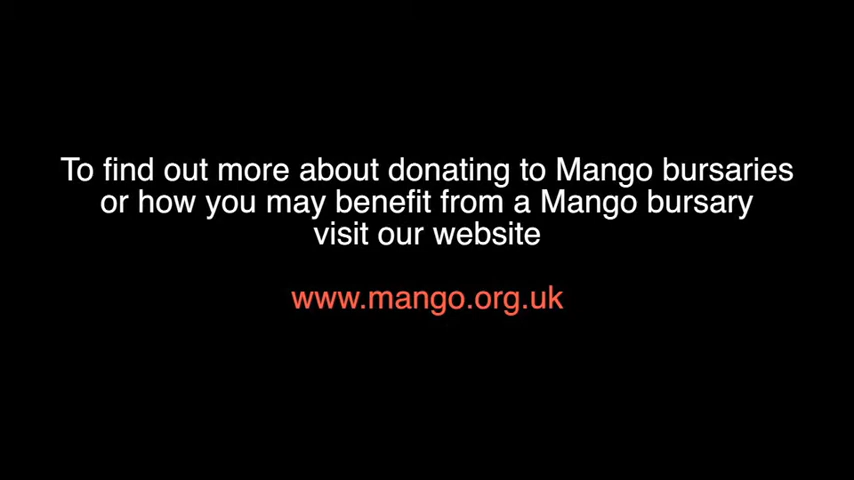 To find out more about donating to Mango bursaries
or how you may benefit from a Mango bursary
visit our website
www.mango.org.uk